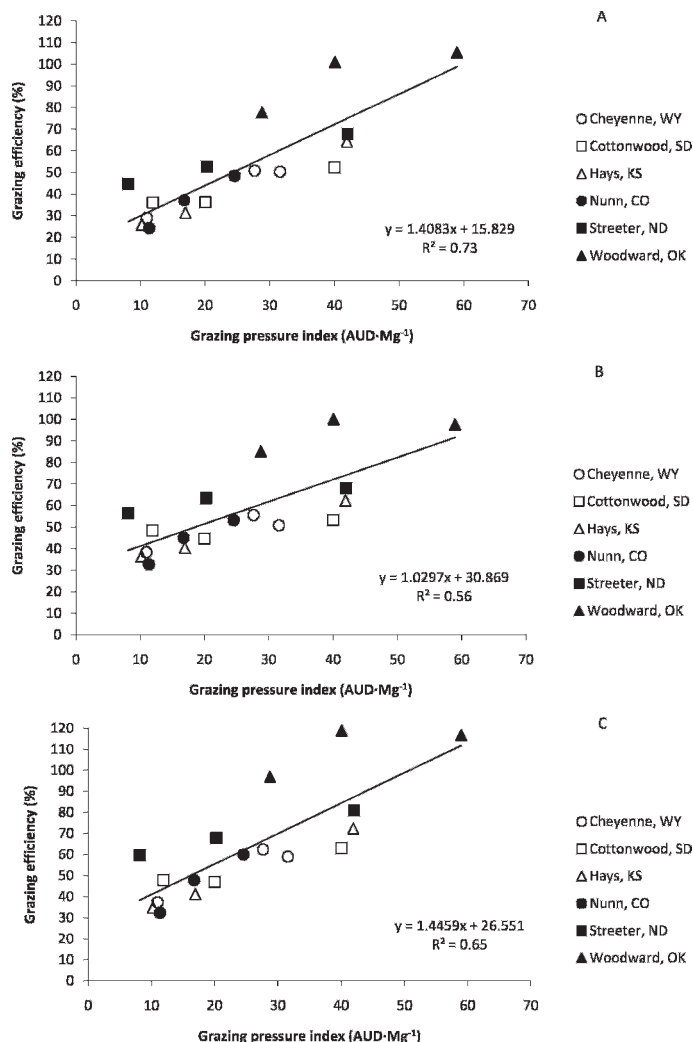 A
120
110
100
90
80
70
60
50
40
30
20
10
0
Grazing efficiency (%)
y = 1.4083x + 15.829
R² = 0.73
0 10 20 30 40 50 60 70
Grazing pressure index (AUD·Mg⁻¹)
Cheyenne, WY
Cottonwood, SD
Hays, KS
Nunn, CO
Streeter, ND
Woodward, OK
B
120
110
100
90
80
70
60
50
40
30
20
10
0
Grazing efficiency (%)
y = 1.0297x + 30.869
R² = 0.56
0 10 20 30 40 50 60 70
Grazing pressure index (AUD·Mg⁻¹)
Cheyenne, WY
Cottonwood, SD
Hays, KS
Nunn, CO
Streeter, ND
Woodward, OK
C
120
110
100
90
80
70
60
50
40
30
20
10
0
Grazing efficiency (%)
y = 1.4459x + 26.551
R² = 0.65
0 10 20 30 40 50 60 70
Grazing pressure index (AUD·Mg⁻¹)
Cheyenne, WY
Cottonwood, SD
Hays, KS
Nunn, CO
Streeter, ND
Woodward, OK